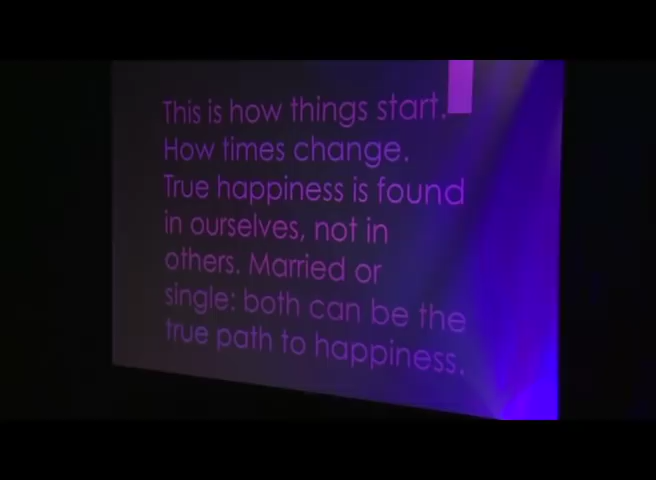 This is how things start.
How times change.
True happiness is found
in ourselves, not in
others. Married or
single: both can be the
true path to happiness.